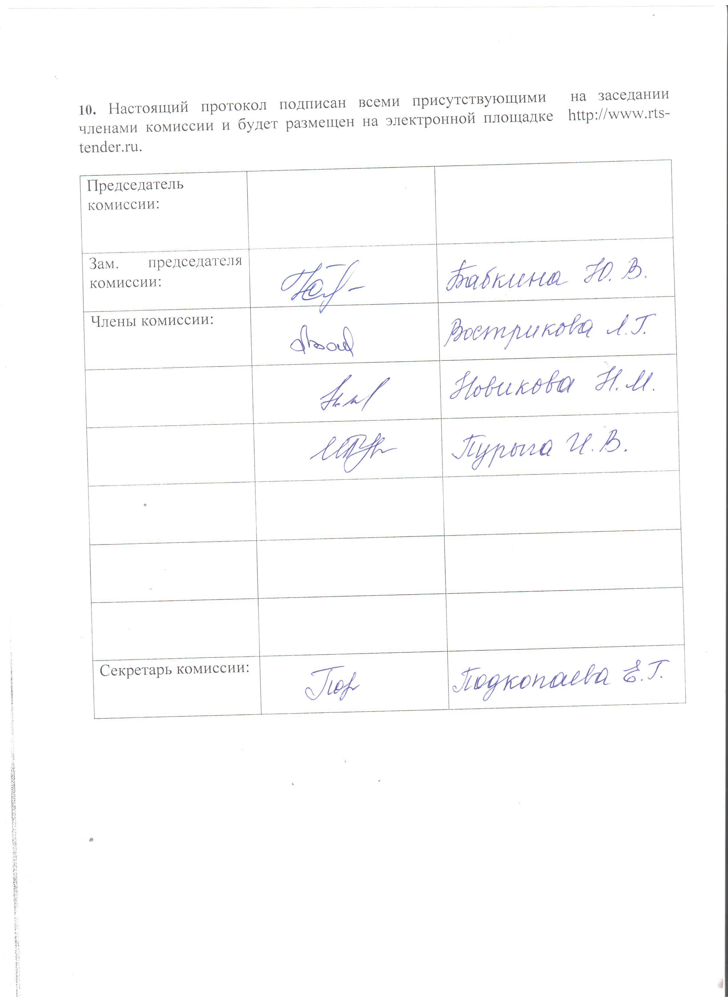 10. Настоящий протокол подписан всеми присутствующими на заседании
членами комиссии и будет размещен на электронной площадке http://www.rts-
tender.ru.
Председатель
комиссии:
Зам. председателя
комиссии:
Бабкина Ю. В.
Члены комиссии:
Вострикова Л.Г.
Новикова Н.М.
Пурыга И.В.
Секретарь комиссии:
Подкопаева Е.Г.